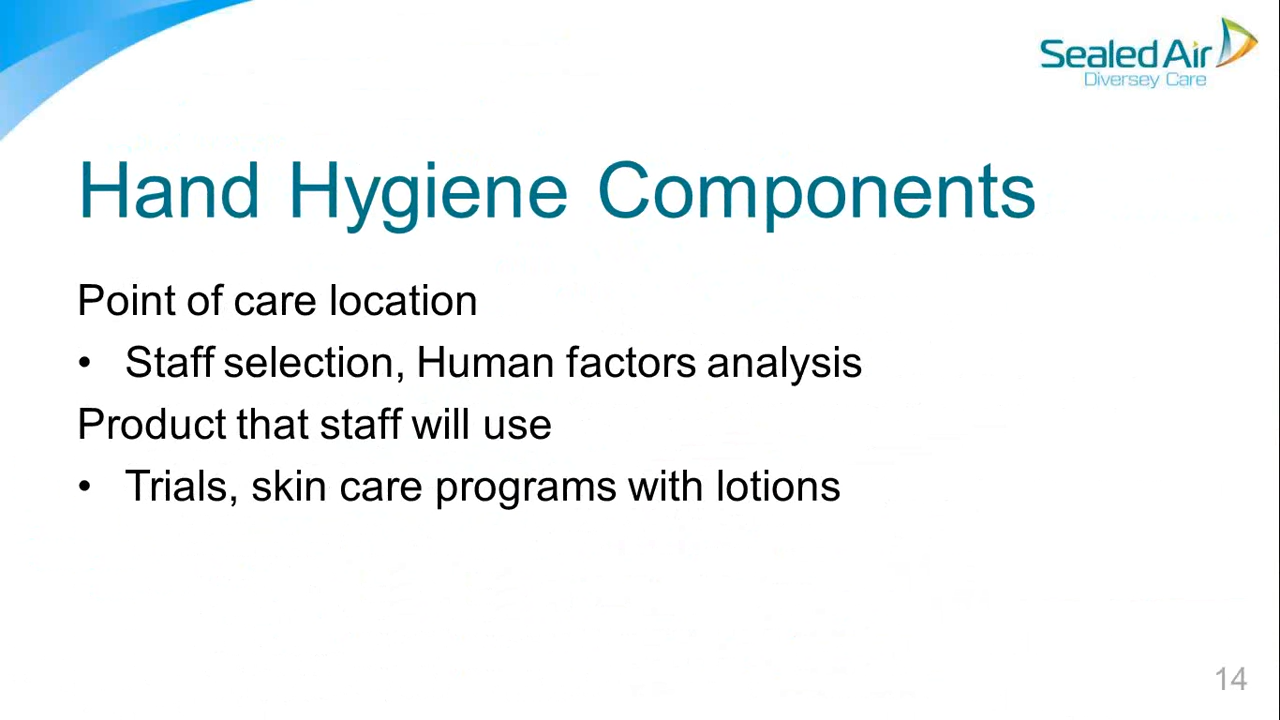 Sealed Air
Diversey Care
Hand Hygiene Components
Point of care location
• Staff selection, Human factors analysis
Product that staff will use
• Trials, skin care programs with lotions
14